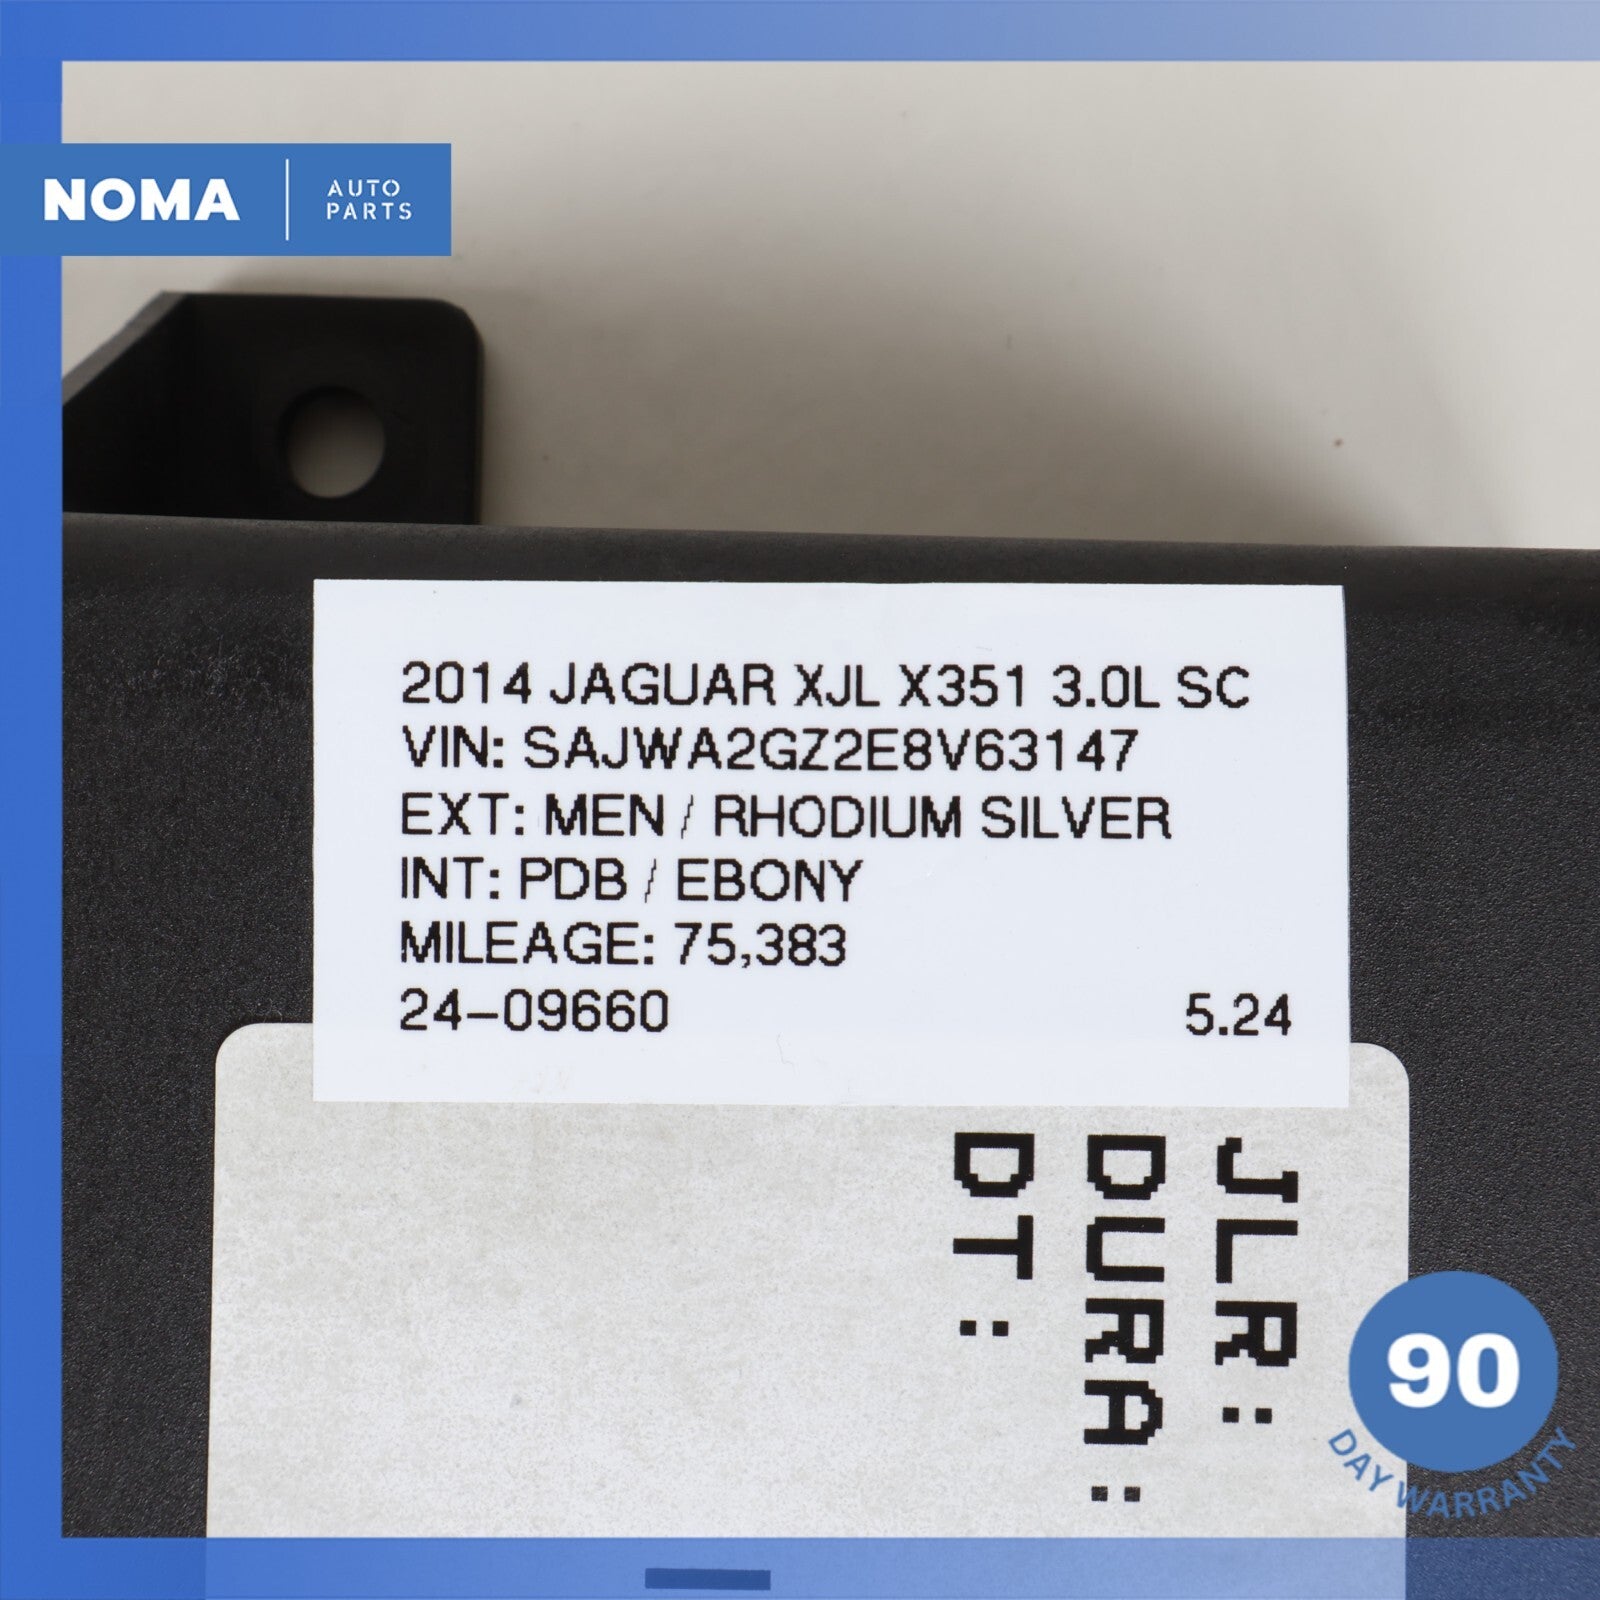 NOMA
AUTO
PARTS
2014 JAGUAR XJL X351 3.0L SC
VIN: SAJWA2GZ2E8V63147
EXT: MEN / RHODIUM SILVER
INT: PDB / EBONY
MILEAGE: 75,383
24-09660 5.24
JLR:
DURA:
DT:
90
DAY WARRANTY